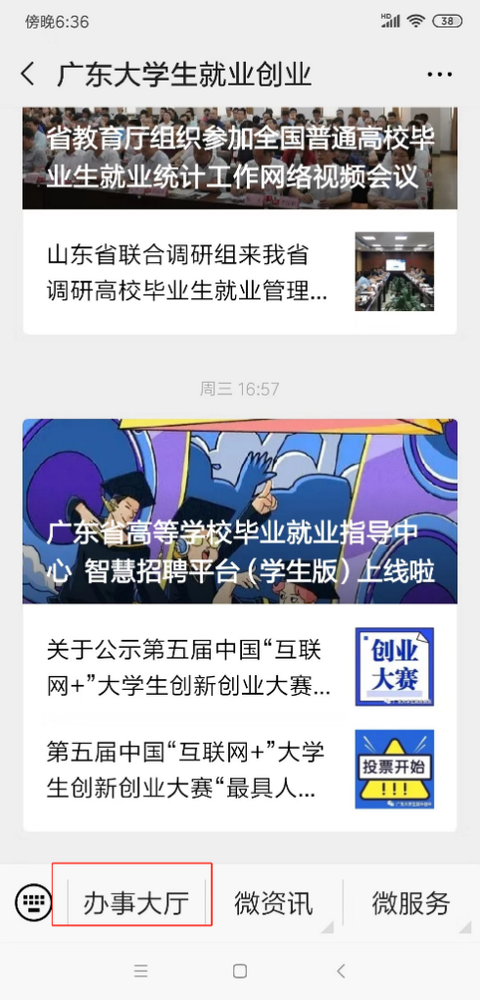 傍晚6:36
HD
38
广东大学生就业创业
省教育厅组织参加全国普通高校毕
业生就业统计工作网络视频会议
山东省联合调研组来我省
调研高校毕业生就业管理...
周三 16:57
广东省高等学校毕业就业指导中
心 智慧招聘平台（学生版）上线啦
关于公示第五届中国“互联
网+”大学生创新创业大赛...
创业
大赛
第五届中国“互联网+”大学
生创新创业大赛“最具人...
投票开始
!!!
办事大厅
微资讯
微服务